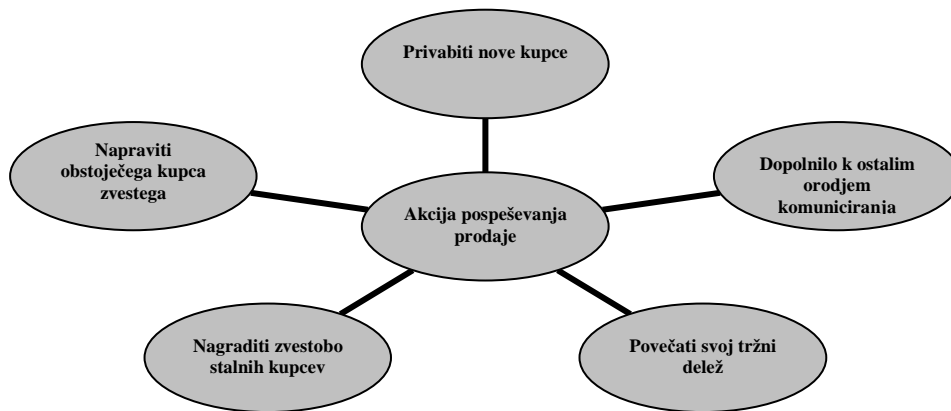 Privabiti nove kupce
Napraviti
obstoječega kupca
zvestega
Dopolnilo k ostalim
orodjem
komuniciranja
Akcija pospeševanja
prodaje
Nagraditi zvestobo
stalnih kupcev
Povečati svoj tržni
delež